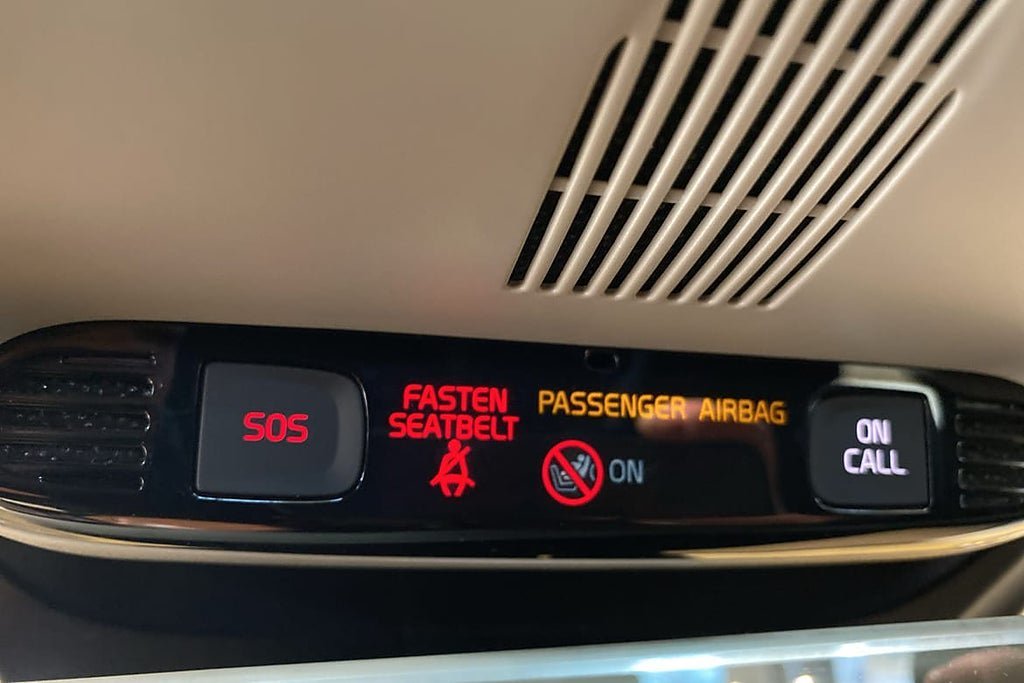 SOS
FASTEN
SEATBELT
PASSENGER AIRBAG
ON
ON
CALL